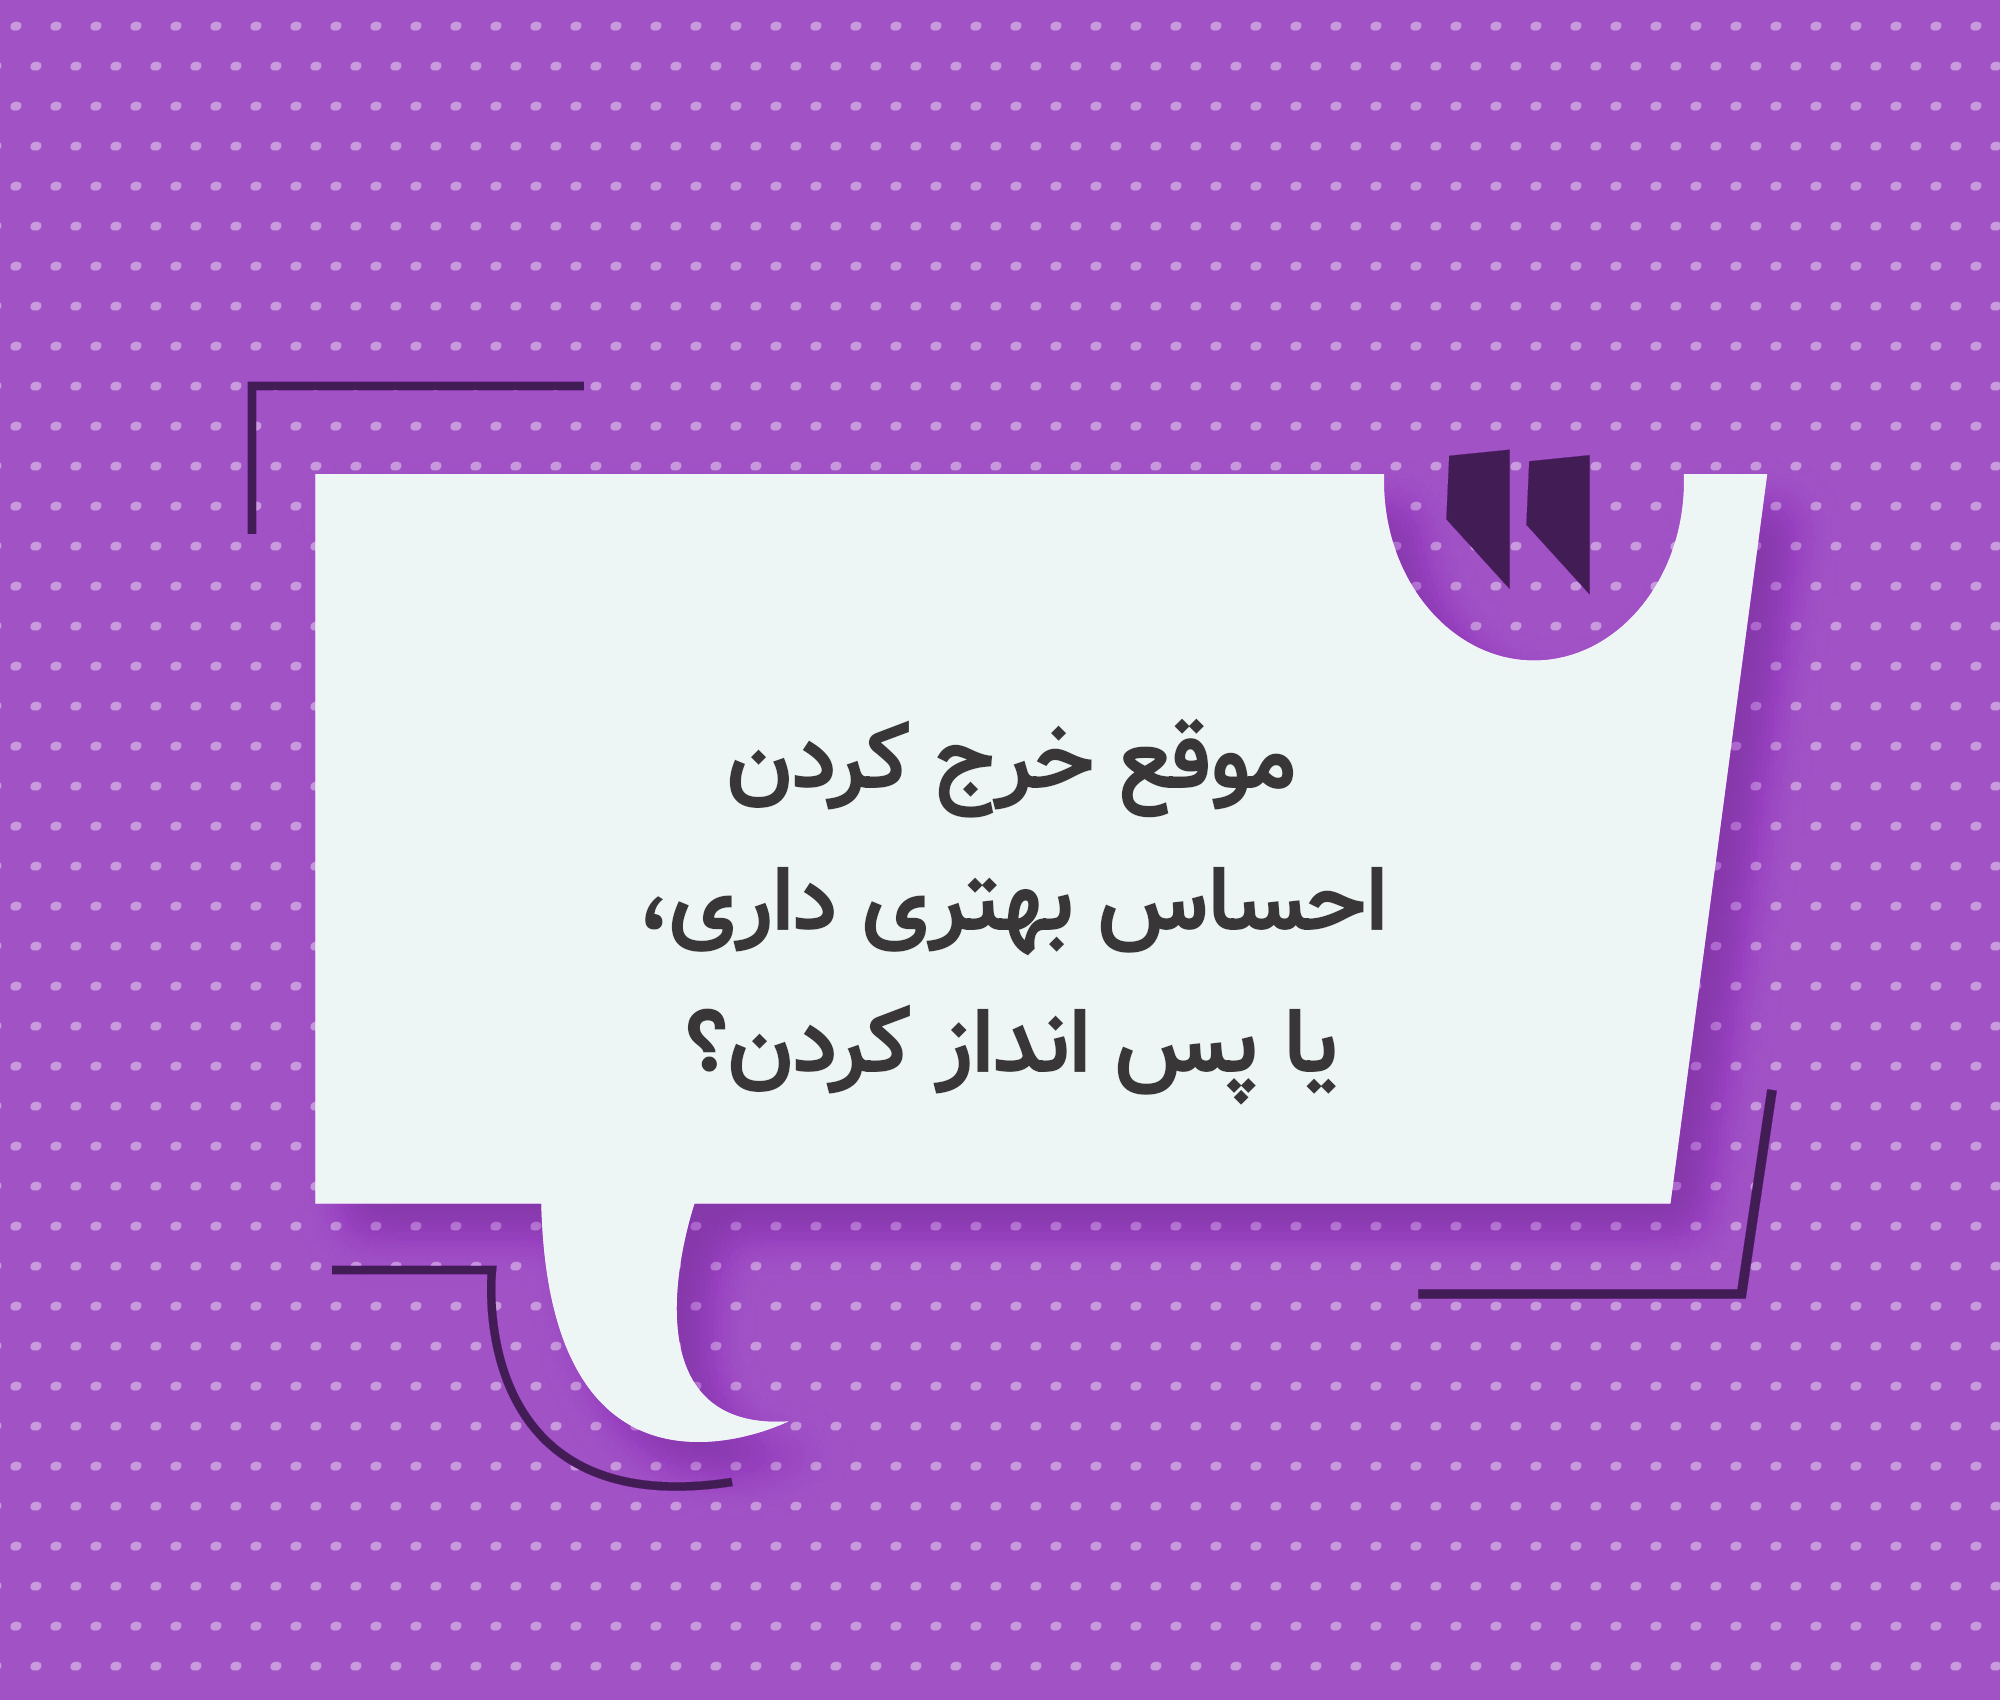 موقع خرج کردن
احساس بهتری داری،
یا پس انداز کردن؟